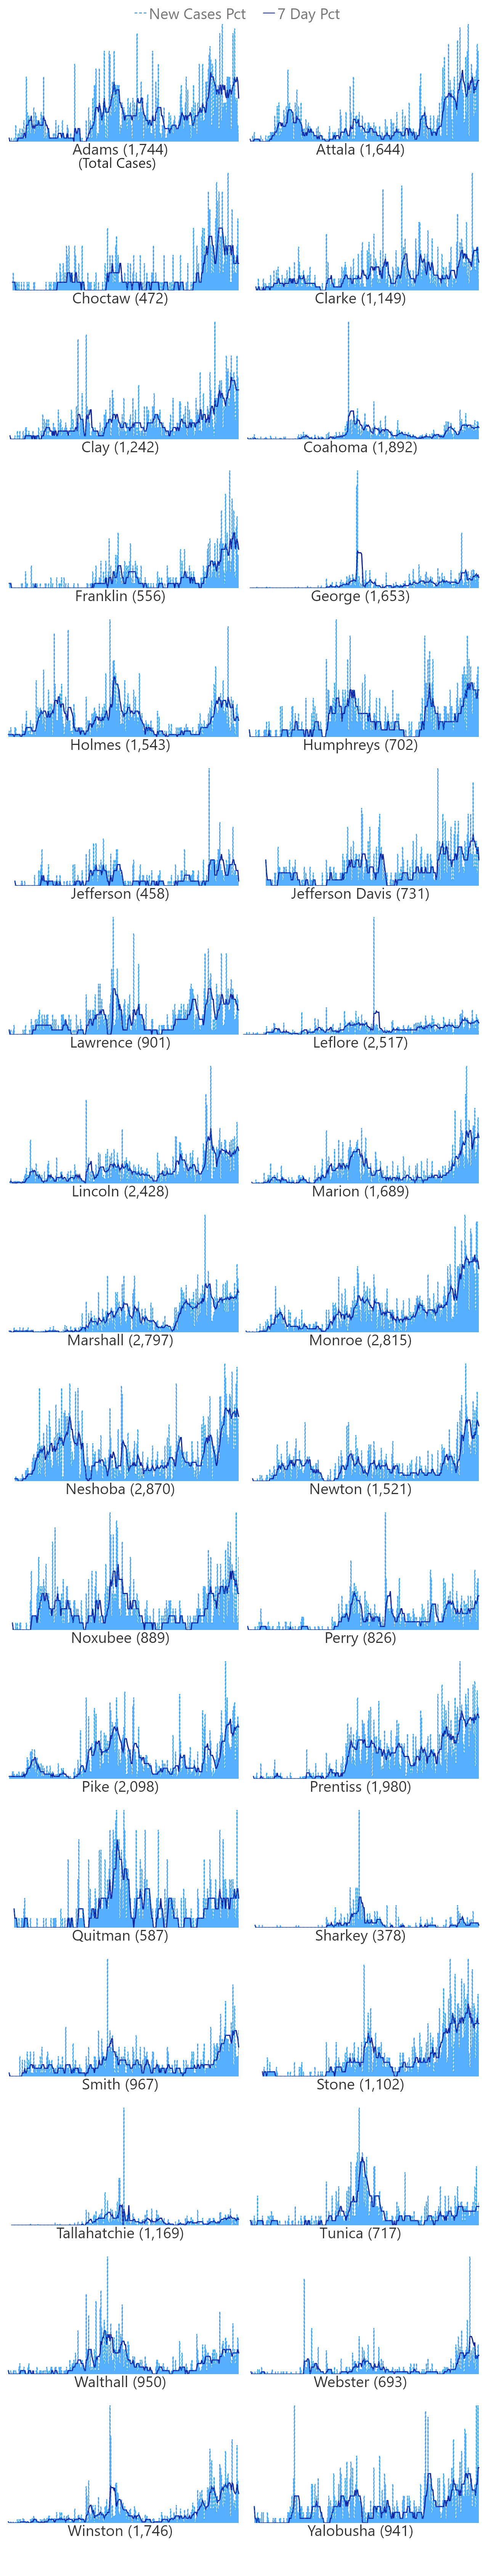 New Cases Pct 7 Day Pct
Adams (1,744) Attala (1,644)
(Total Cases)
Choctaw (472) Clarke (1,149)
Clay (1,242) Coahoma (1,892)
Franklin (556) George (1,653)
Holmes (1,543) Humphreys (702)
Jefferson (458) Jefferson Davis (731)
Lawrence (901) Leflore (2,517)
Lincoln (2,428) Marion (1,689)
Marshall (2,797) Monroe (2,815)
Neshoba (2,870) Newton (1,521)
Noxubee (889) Perry (826)
Pike (2,098) Prentiss (1,980)
Quitman (587) Sharkey (378)
Smith (967) Stone (1,102)
Tallahatchie (1,169) Tunica (717)
Walthall (950) Webster (693)
Winston (1,746) Yalobusha (941)